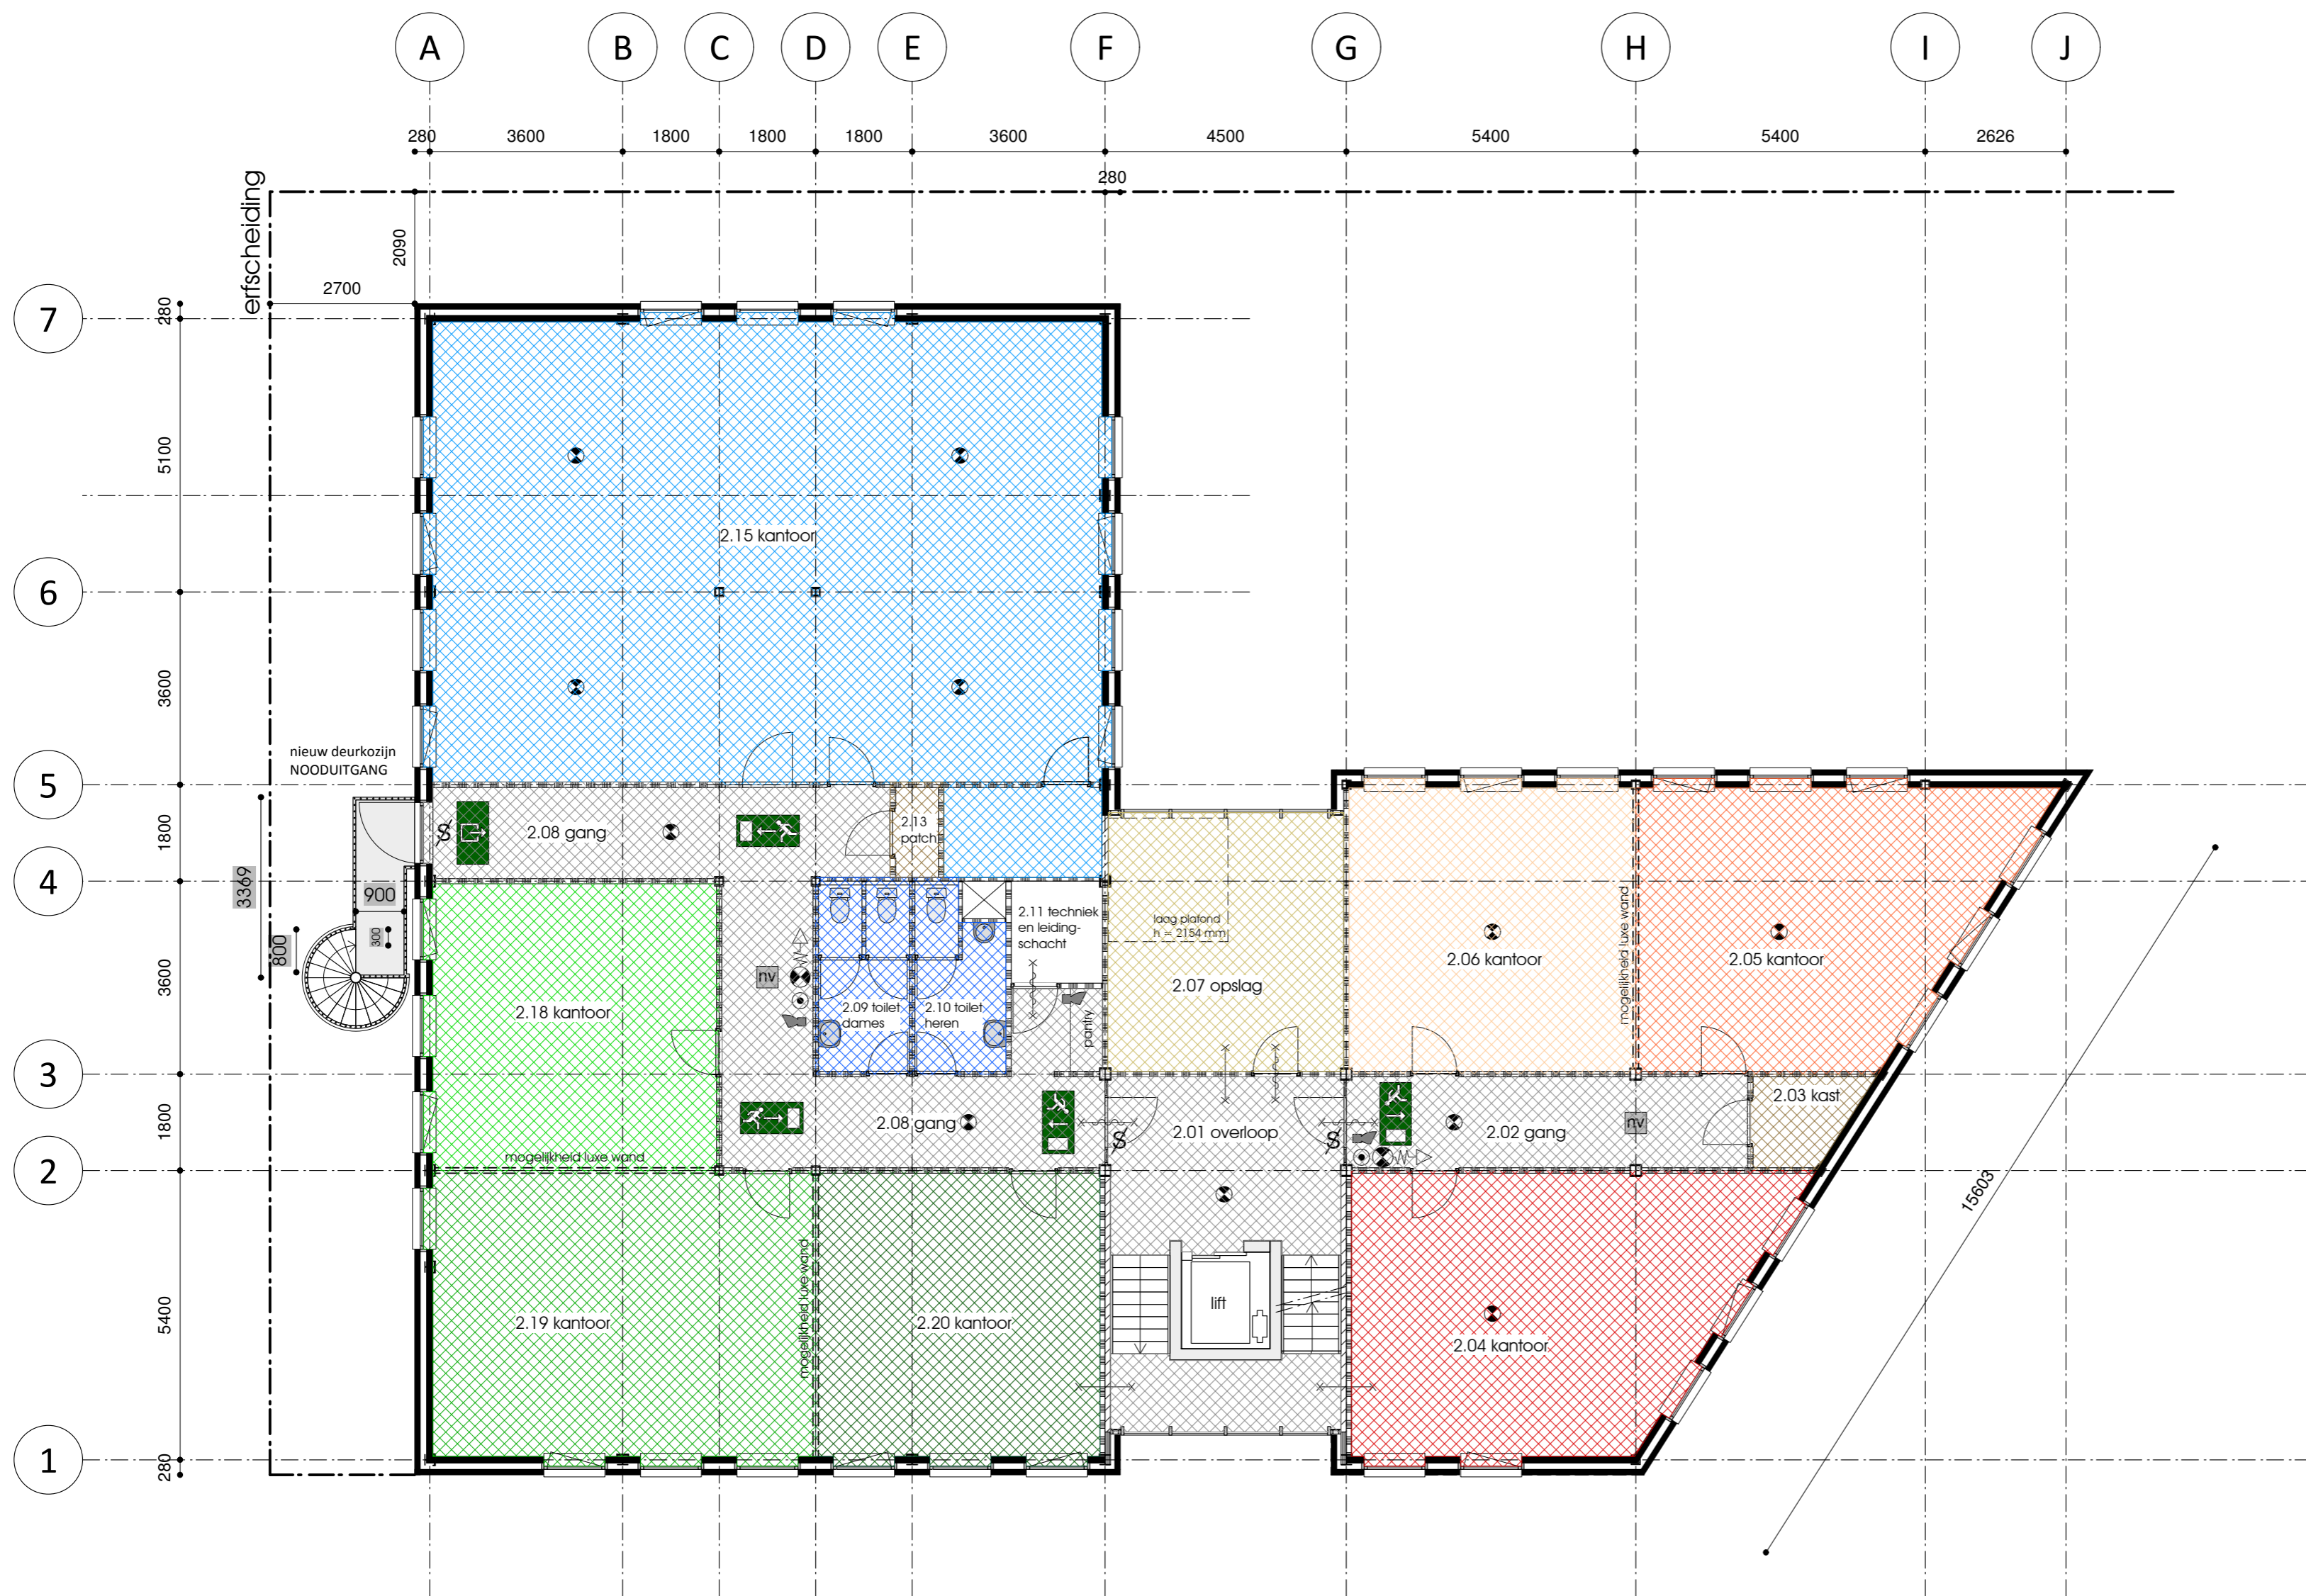 A B C D E F G H I J
280 3600 1800 1800 1800 3600 4500 5400 5400 2626
280
erfscheiding
2090
2700
7
280
5100
2.15 kantoor
6
3600
nieuw deurkozijn
NOODUITGANG
5
1800
2.08 gang
2.13
patch
4
3369
900
300
800
3600
2.11 techniek
en leiding-
schacht
laag plafond
h = 2154 mm
mogelijkheid luxe wand
2.06 kantoor
2.05 kantoor
nv
2.07 opslag
2.18 kantoor
2.09 toilet
dames
2.10 toilet
heren
pantry
3
1800
2.03 kast
2.08 gang
2.01 overloop
2.02 gang
nv
mogelijkheid luxe wand
2
15603
mogelijkheid luxe wand
5400
lift
2.19 kantoor
2.20 kantoor
2.04 kantoor
1
280